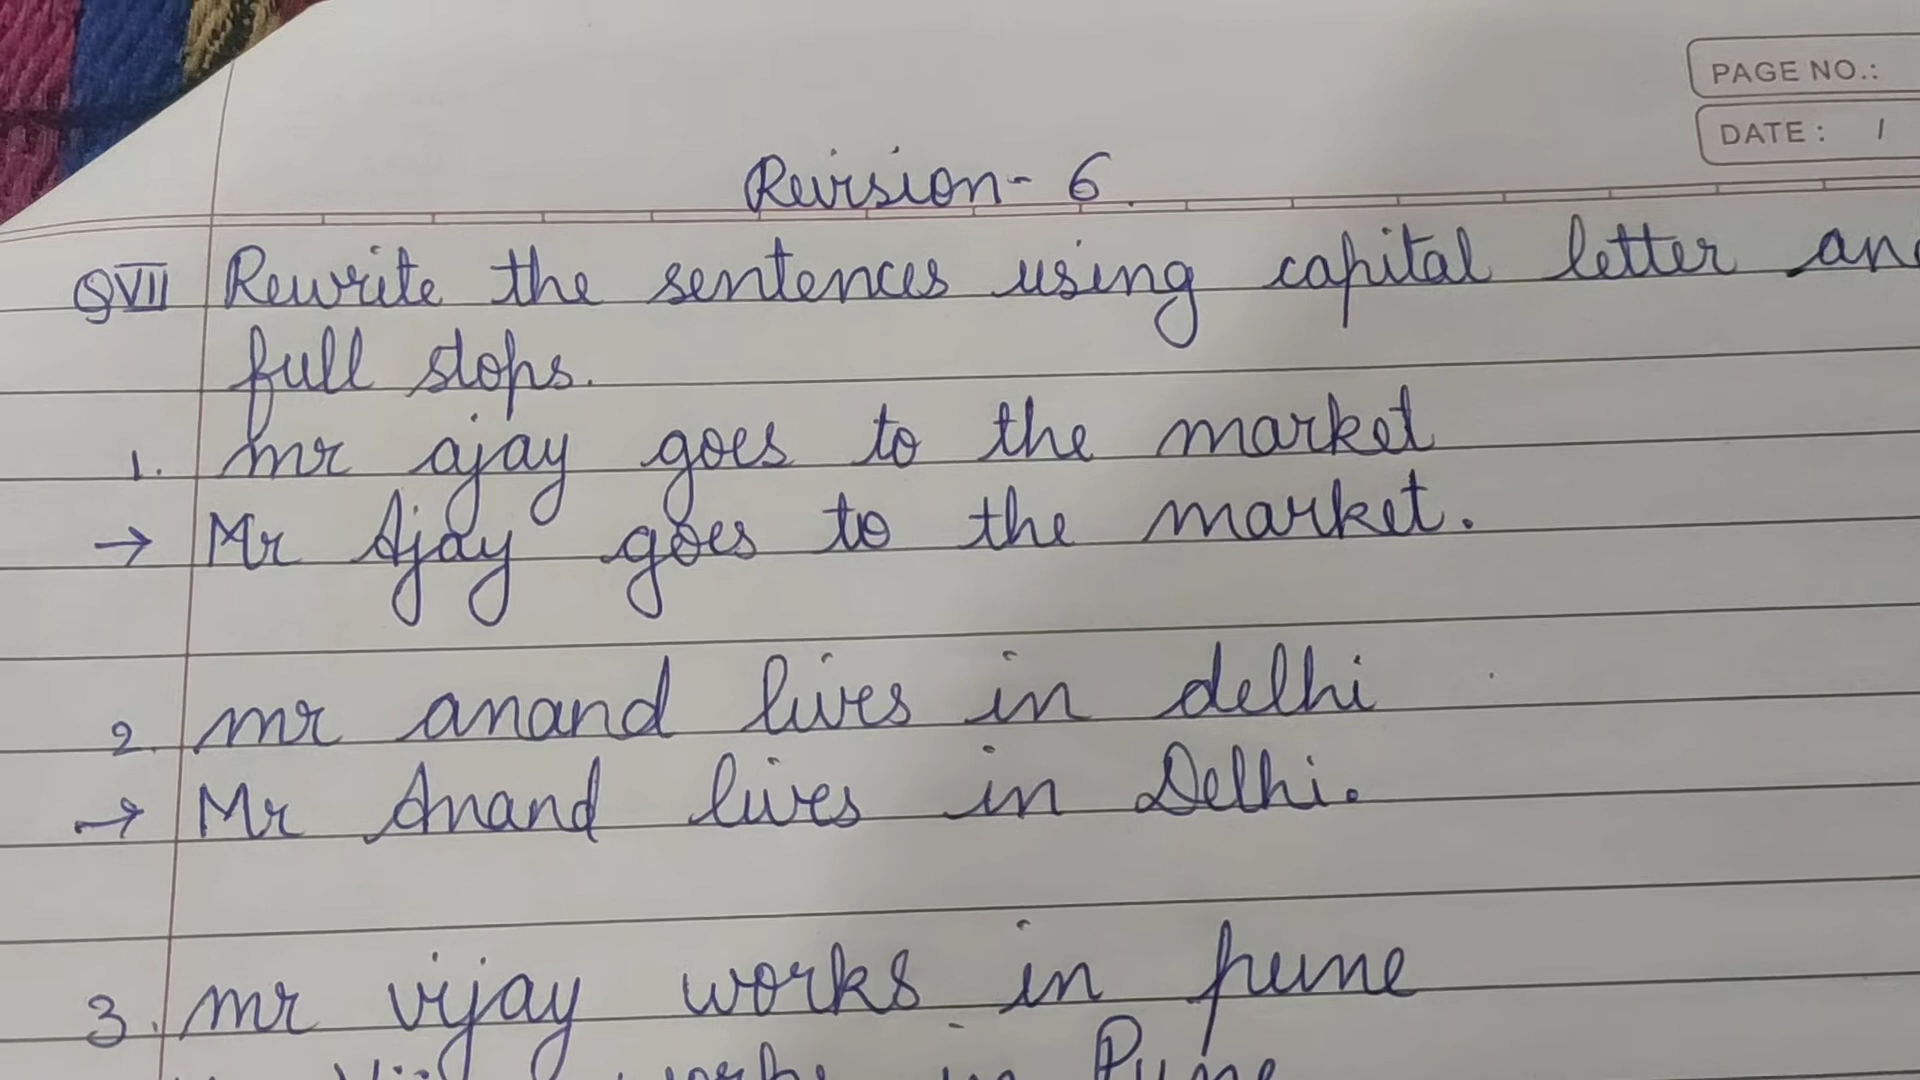 PAGE NO.:
DATE: /
Revision- 6
QVII Rewrite the sentences using capital letter
full stops.
1. mr ajay goes to the market
→ Mr Ajay goes to the market.
2. mr anand lives in delhi
→ Mr Anand lives in Delhi.
3. mr vijay works in pune
in Pune